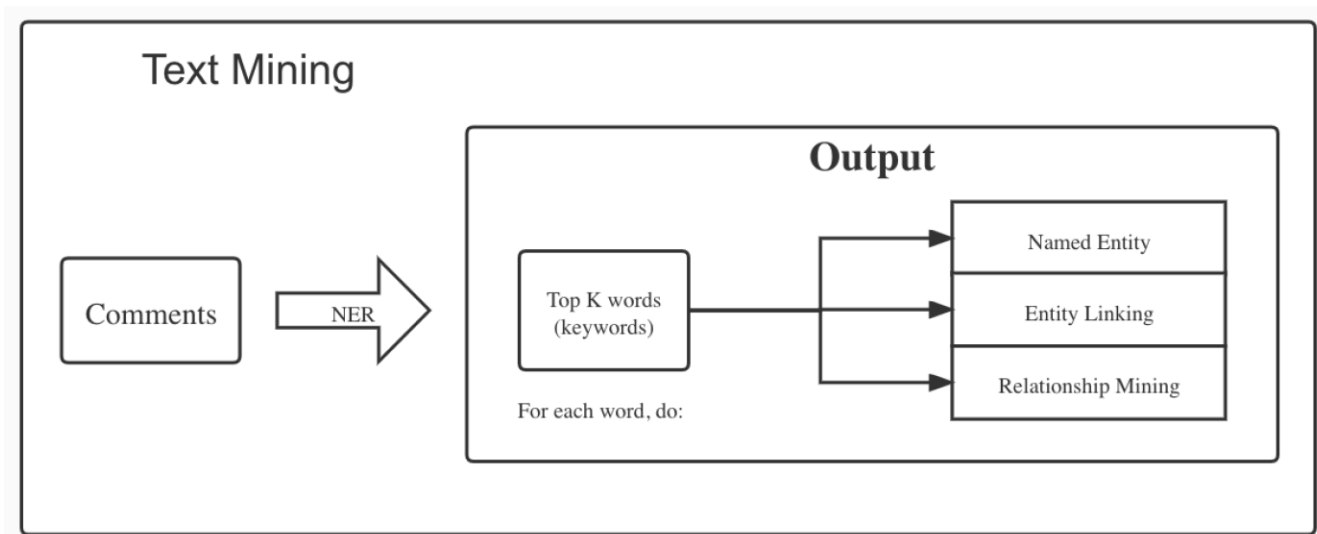 Text Mining
Output
Comments
NER
Top K words
(keywords)
For each word, do:
Named Entity
Entity Linking
Relationship Mining